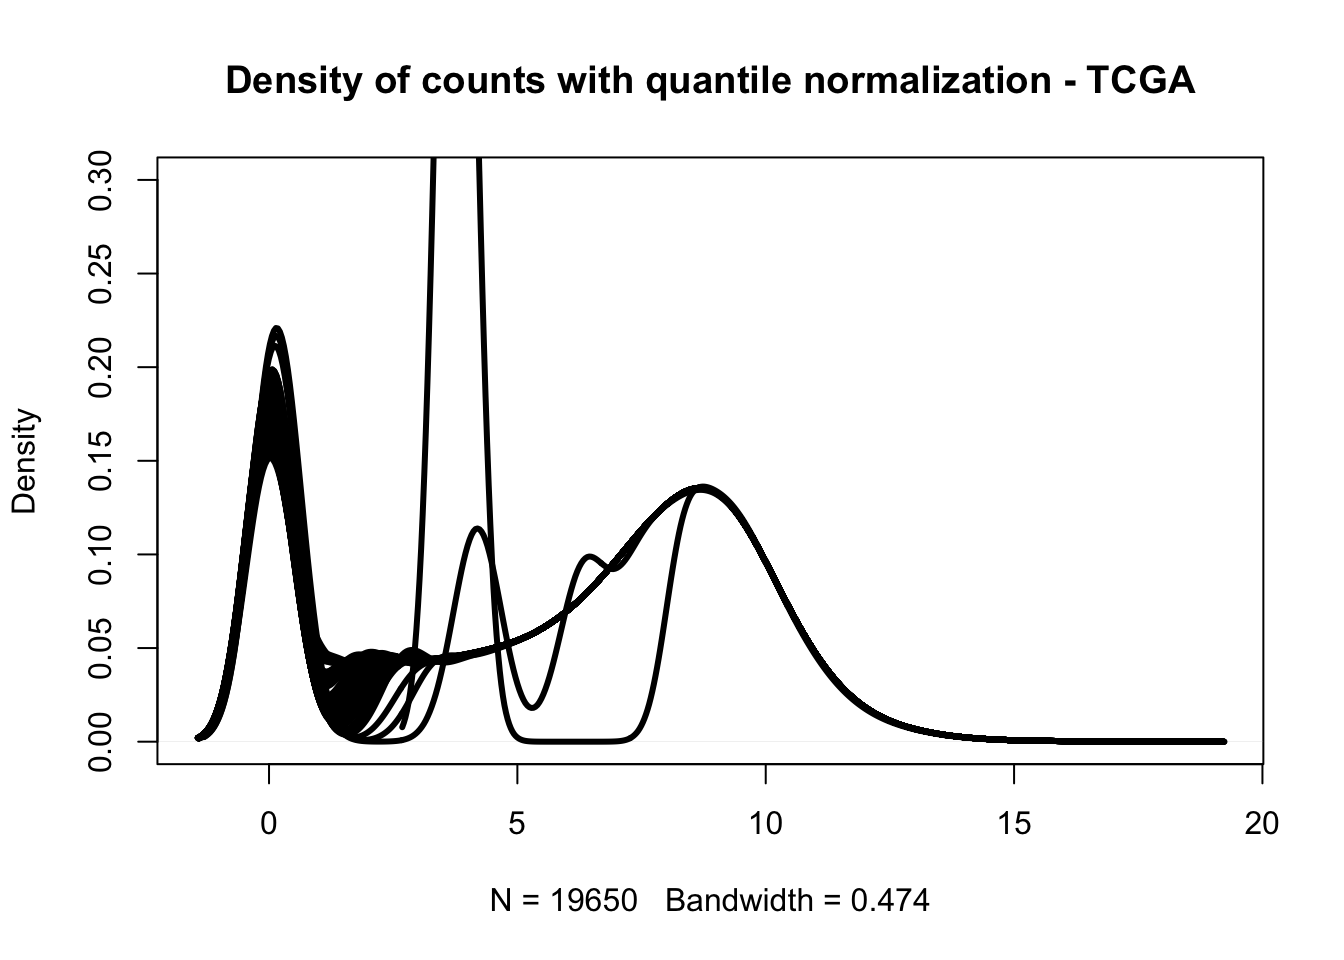 Density of counts with quantile normalization - TCGA
Density
0.30
0.25
0.20
0.15
0.10
0.05
0.00
0 5 10 15 20
N = 19650 Bandwidth = 0.474